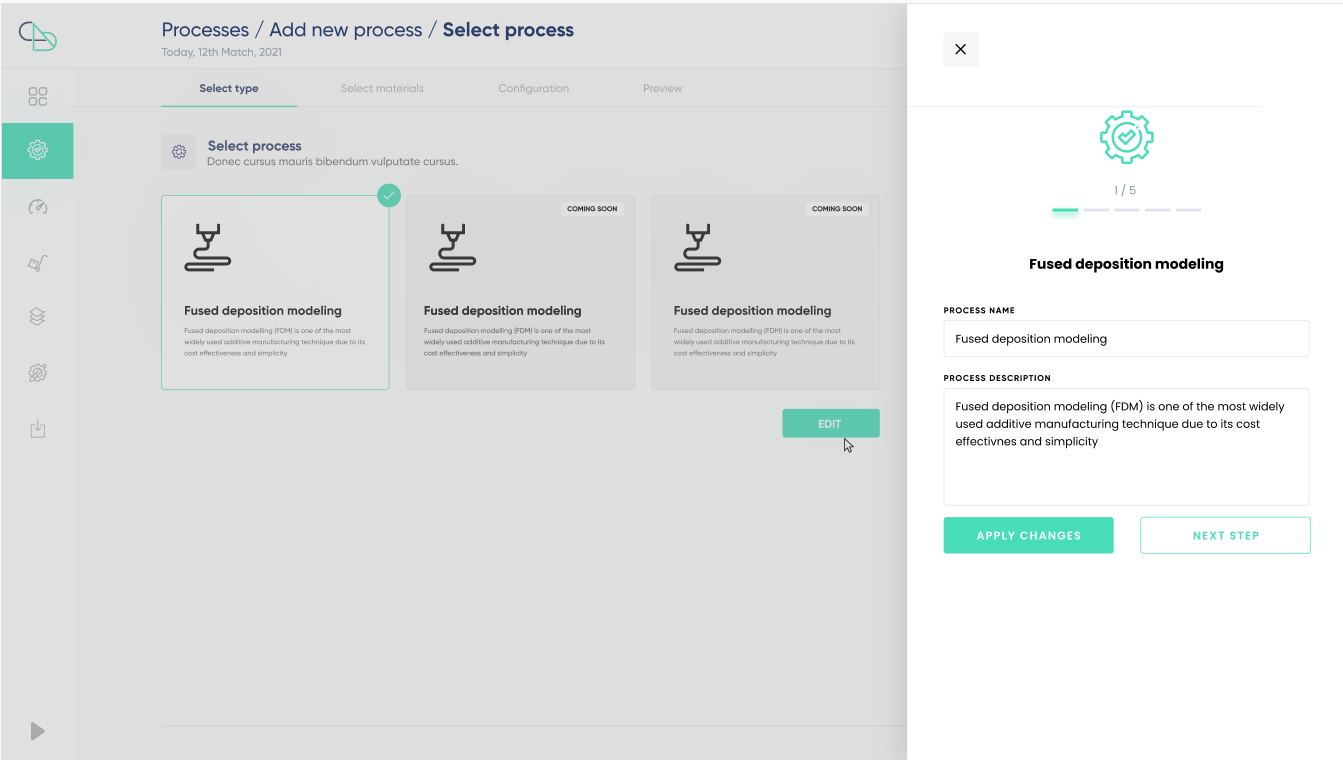 Processes / Add new process / Select process
Today, 12th Match, 2021
Select type
Select materials
Configuration
Preview
Select process
Donec cursus mauris bibendum vulputate cursus.
Fused deposition modeling
Fused deposition modelling (FDM) is one of the most
widely used additive manufacturing technique due to its
cost effectiveness and simplicity
COMING SOON
Fused deposition modeling
Fused deposition modelling (FDM) is one of the most
widely used additive manufacturing technique due to its
cost effectiveness and simplicity
COMING SOON
Fused deposition modeling
Fused deposition modelling (FDM) is one of the most
widely used additive manufacturing technique due to its
cost effectiveness and simplicity
EDIT
1 / 5
Fused deposition modeling
PROCESS NAME
Fused deposition modeling
PROCESS DESCRIPTION
Fused deposition modeling (FDM) is one of the most widely
used additive manufacturing technique due to its cost
effectivnes and simplicity
APPLY CHANGES
NEXT STEP